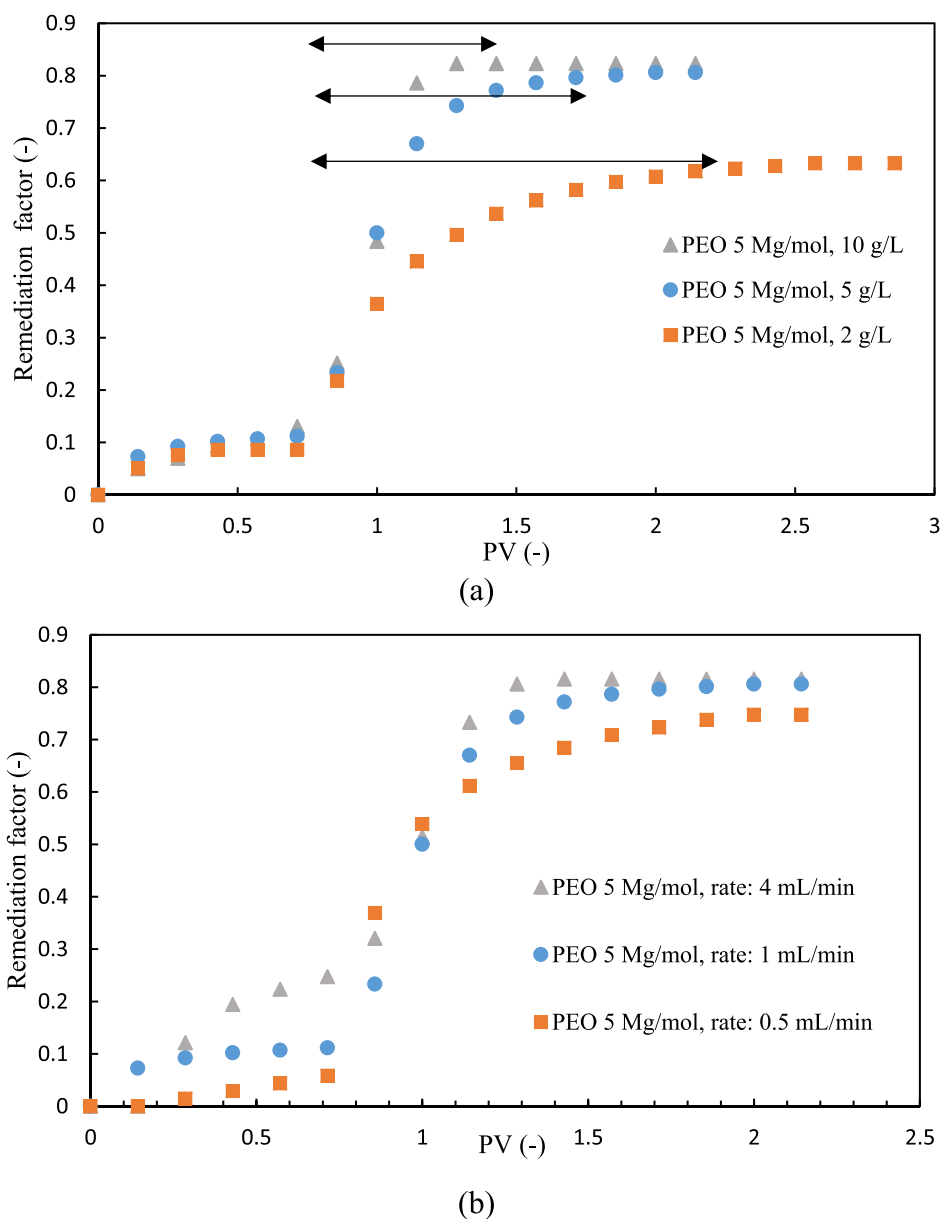 Remediation factor (-)
0.9
0.8
0.7
0.6
0.5
0.4
0.3
0.2
0.1
0
PEO 5 Mg/mol, 10 g/L
PEO 5 Mg/mol, 5 g/L
PEO 5 Mg/mol, 2 g/L
0 0.5 1 1.5 2 2.5 3
PV (-)
(a)
Remediation factor (-)
0.9
0.8
0.7
0.6
0.5
0.4
0.3
0.2
0.1
0
PEO 5 Mg/mol, rate: 4 mL/min
PEO 5 Mg/mol, rate: 1 mL/min
PEO 5 Mg/mol, rate: 0.5 mL/min
0 0.5 1 1.5 2 2.5
PV (-)
(b)